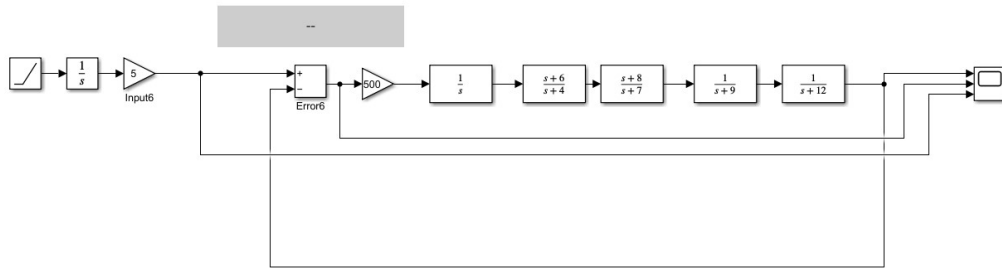 --
1/s
5
Input6
+
−
Error6
500
1/s
s+6/s+4
s+8/s+7
1/s+9
1/s+12